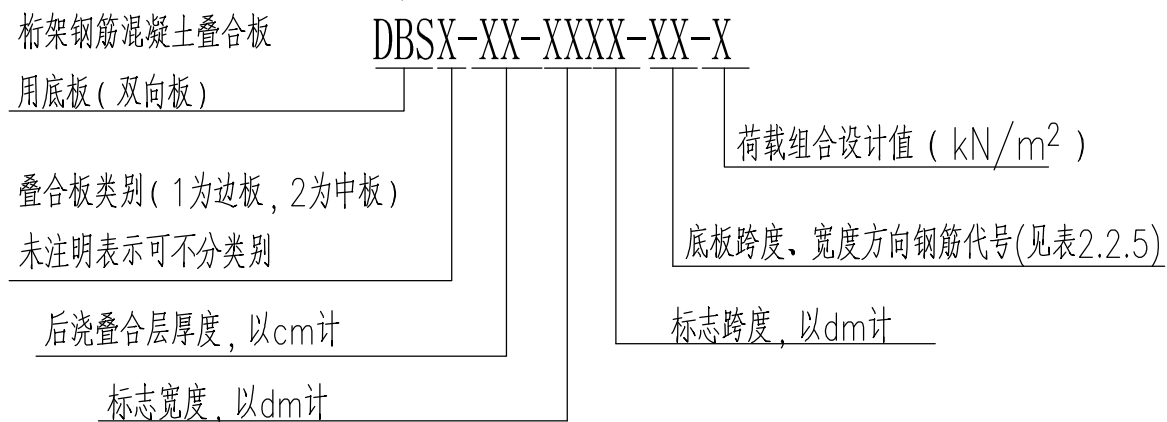 桁架钢筋混凝土叠合板
用底板(双向板)
DBSX-XX-XXXX-XX-X
荷载组合设计值(kN/m²)
叠合板类别(1为边板,2为中板)
未注明表示可不分类别
底板跨度、宽度方向钢筋代号(见表2.2.5)
后浇叠合层厚度,以cm计
标志跨度,以dm计
标志宽度,以dm计